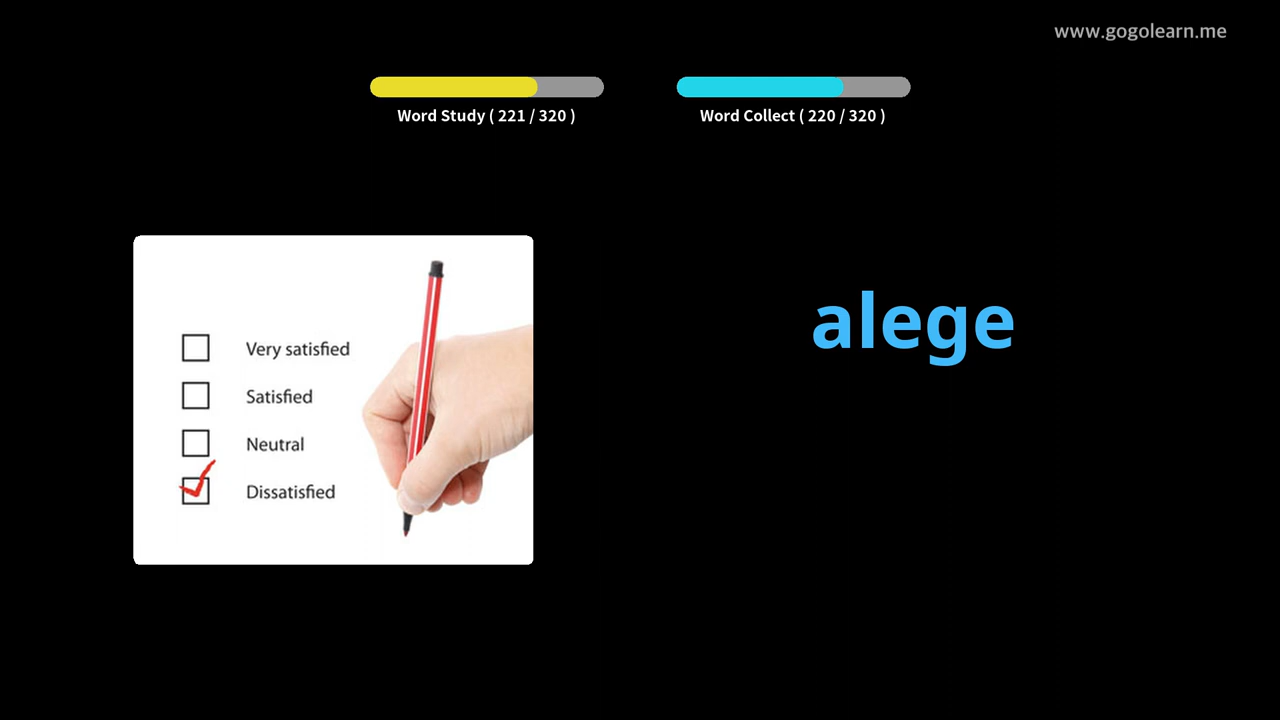 www.gogolearn.me
Word Study ( 221 / 320 )
Word Collect ( 220 / 320 )
Very satisfied
Satisfied
Neutral
Dissatisfied
alege